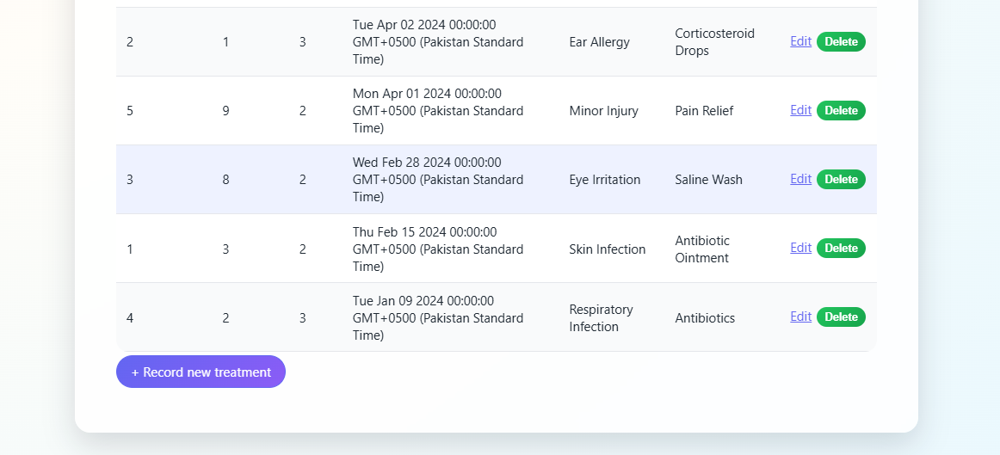 Tue Apr 02 2024 00:00:00
2 1 3 GMT+0500 (Pakistan Standard Ear Allergy Corticosteroid Drops Edit Delete
Time)
Mon Apr 01 2024 00:00:00
5 9 2 GMT+0500 (Pakistan Standard Minor Injury Pain Relief Edit Delete
Time)
Wed Feb 28 2024 00:00:00
3 8 2 GMT+0500 (Pakistan Standard Eye Irritation Saline Wash Edit Delete
Time)
Thu Feb 15 2024 00:00:00
1 3 2 GMT+0500 (Pakistan Standard Skin Infection Antibiotic Ointment Edit Delete
Time)
Tue Jan 09 2024 00:00:00
4 2 3 GMT+0500 (Pakistan Standard Respiratory Infection Antibiotics Edit Delete
Time)
+ Record new treatment